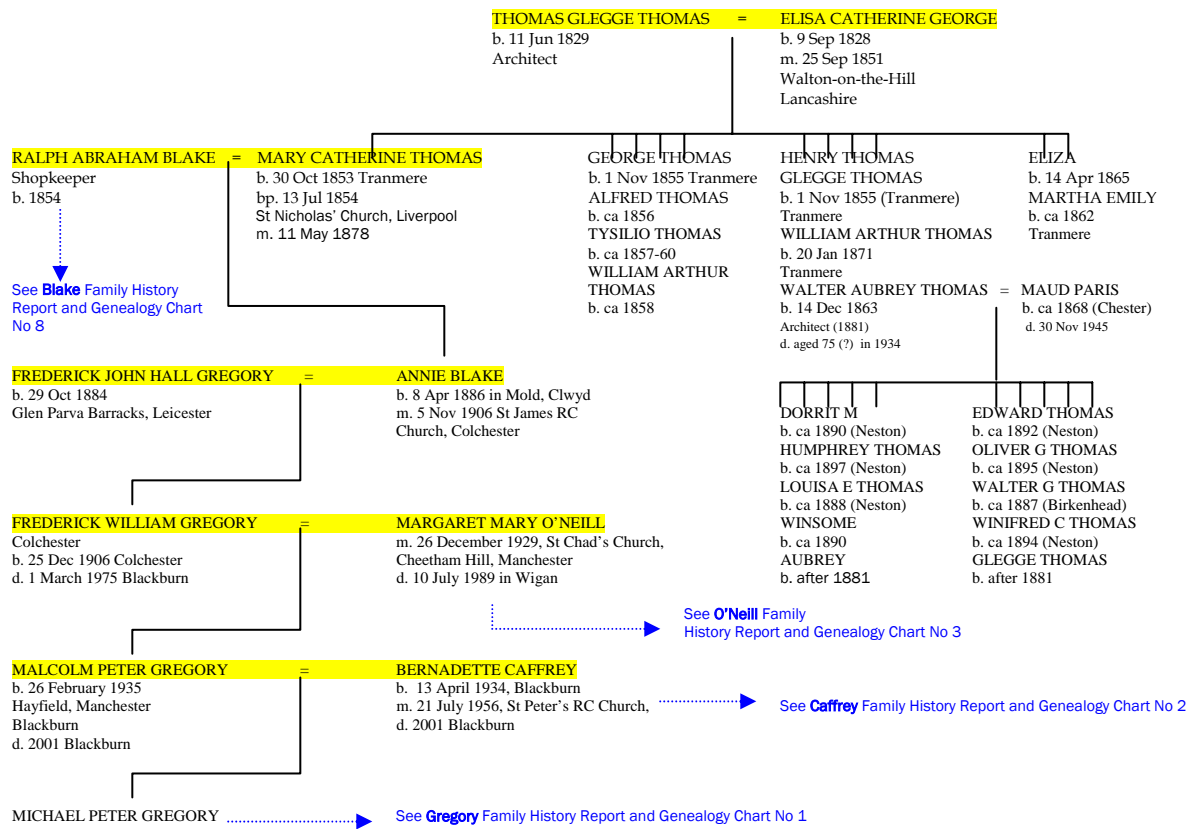 THOMAS GLEGGE THOMAS = ELISA CATHERINE GEORGE
b. 11 Jun 1829
Architect
b. 9 Sep 1828
m. 25 Sep 1851
Walton-on-the-Hill
Lancashire
RALPH ABRAHAM BLAKE = MARY CATHERINE THOMAS
Shopkeeper
b. 1854
b. 30 Oct 1853 Tranmere
bp. 13 Jul 1854
St Nicholas' Church, Liverpool
m. 11 May 1878
See Blake Family History
Report and Genealogy Chart
No 8
GEORGE THOMAS
b. 1 Nov 1855 Tranmere
ALFRED THOMAS
b. ca 1856
TYSILIO THOMAS
b. ca 1857-60
WILLIAM ARTHUR
THOMAS
b. ca 1858
HENRY THOMAS
GLEGGE THOMAS
b. 1 Nov 1855 (Tranmere)
Tranmere
WILLIAM ARTHUR THOMAS
b. 20 Jan 1871
Tranmere
WALTER AUBREY THOMAS = MAUD PARIS
b. 14 Dec 1863
Architect (1881)
d. aged 75 (?) in 1934
b. ca 1868 (Chester)
d. 30 Nov 1945
ELIZA
b. 14 Apr 1865
MARTHA EMILY
b. ca 1862
Tranmere
FREDERICK JOHN HALL GREGORY = ANNIE BLAKE
b. 29 Oct 1884
Glen Parva Barracks, Leicester
b. 8 Apr 1886 in Mold, Clwyd
m. 5 Nov 1906 St James RC
Church, Colchester
DORRIT M
b. ca 1890 (Neston)
HUMPHREY THOMAS
b. ca 1897 (Neston)
LOUISA E THOMAS
b. ca 1888 (Neston)
WINSOME
b. ca 1890
AUBREY
b. after 1881
EDWARD THOMAS
b. ca 1892 (Neston)
OLIVER G THOMAS
b. ca 1895 (Neston)
WALTER G THOMAS
b. ca 1887 (Birkenhead)
WINIFRED C THOMAS
b. ca 1894 (Neston)
GLEGGE THOMAS
b. after 1881
FREDERICK WILLIAM GREGORY = MARGARET MARY O'NEILL
Colchester
b. 25 Dec 1906 Colchester
d. 1 March 1975 Blackburn
m. 26 December 1929, St Chad's Church,
Cheetham Hill, Manchester
d. 10 July 1989 in Wigan
See O'Neill Family
History Report and Genealogy Chart No 3
MALCOLM PETER GREGORY = BERNADETTE CAFFREY
b. 26 February 1935
Hayfield, Manchester
Blackburn
d. 2001 Blackburn
b. 13 April 1934, Blackburn
m. 21 July 1956, St Peter's RC Church,
d. 2001 Blackburn
See Caffrey Family History Report and Genealogy Chart No 2
MICHAEL PETER GREGORY
See Gregory Family History Report and Genealogy Chart No 1